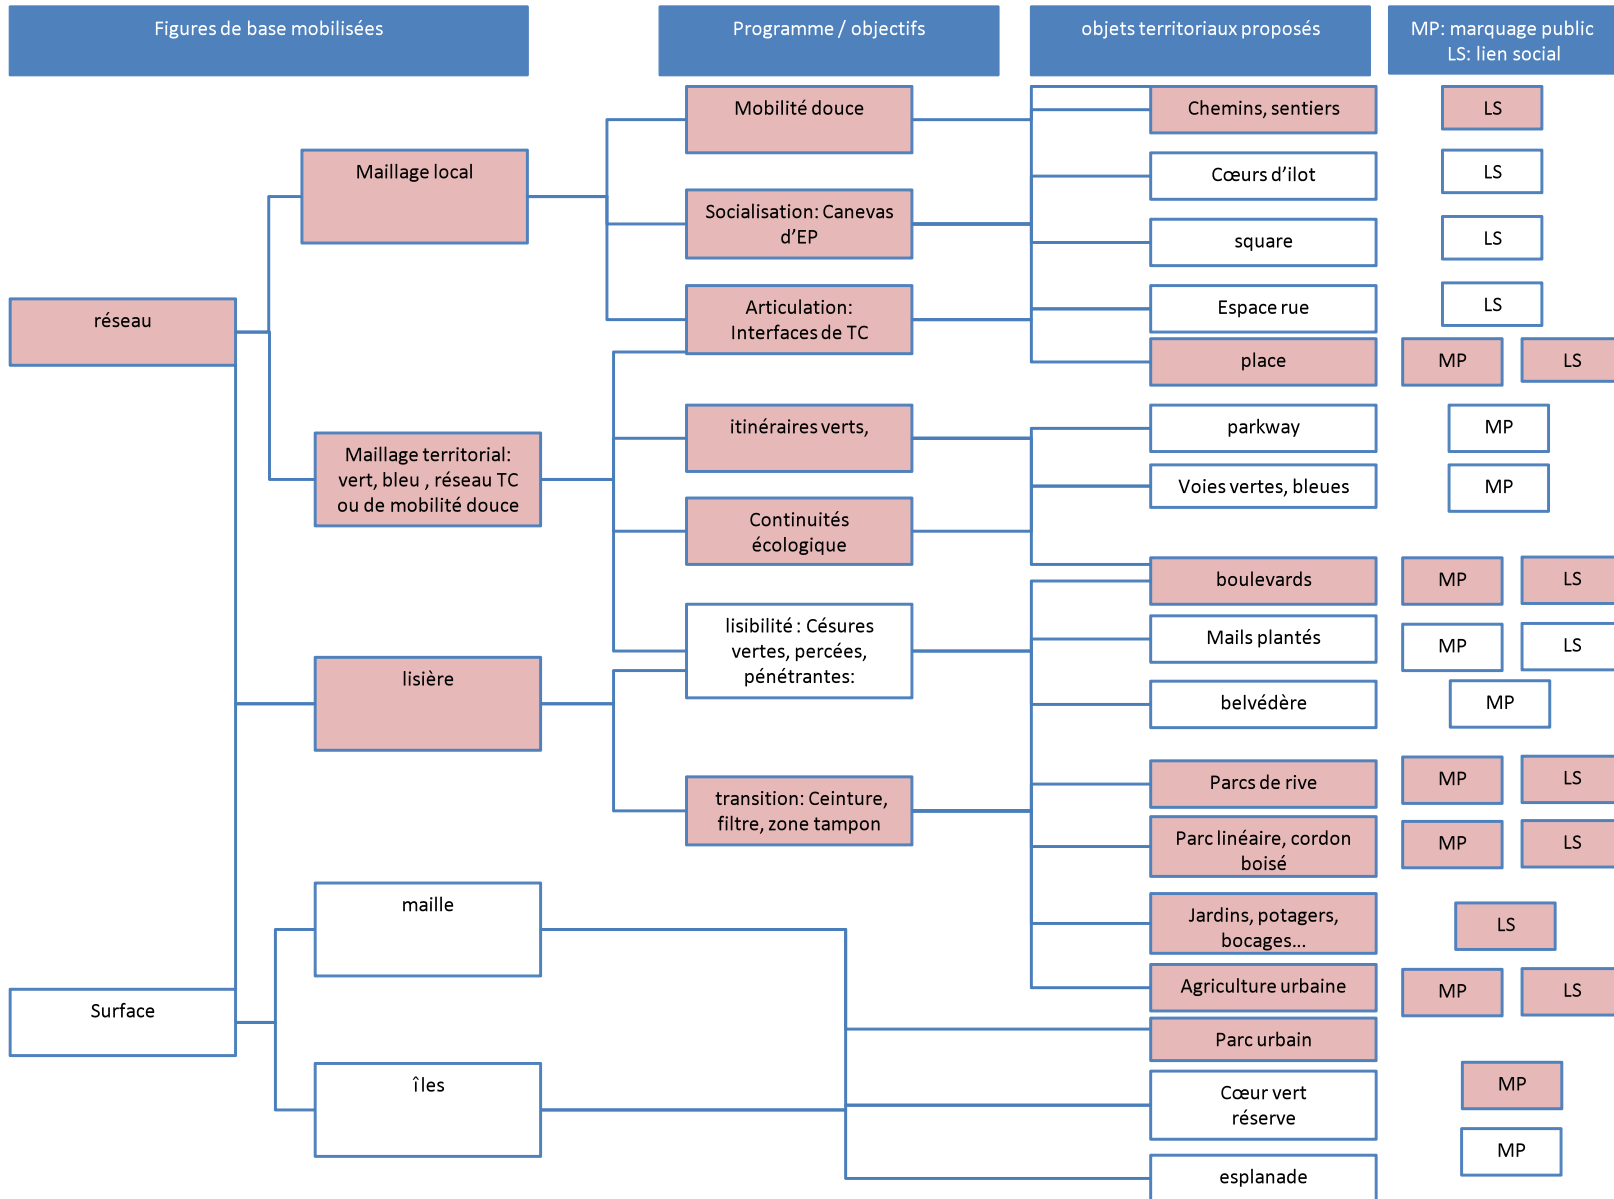 Figures de base mobilisées
Programme / objectifs
objets territoriaux proposés
MP: marquage public
LS: lien social
réseau
Surface
Maillage local
Maillage territorial:
vert, bleu , réseau TC
ou de mobilité douce
lisière
maille
îles
Mobilité douce
Socialisation: Canevas
d’EP
Articulation:
Interfaces de TC
itinéraires verts,
Continuités
écologique
lisibilité : Césures
vertes, percées,
pénétrantes:
transition: Ceinture,
filtre, zone tampon
Chemins, sentiers
LS
Cœurs d’ilot
LS
square
LS
Espace rue
LS
place
MP
LS
parkway
MP
Voies vertes, bleues
MP
boulevards
MP
LS
Mails plantés
MP
LS
belvédère
MP
Parcs de rive
MP
LS
Parc linéaire, cordon
boisé
MP
LS
Jardins, potagers,
bocages...
LS
Agriculture urbaine
MP
LS
Parc urbain
MP
Cœur vert
réserve
MP
esplanade